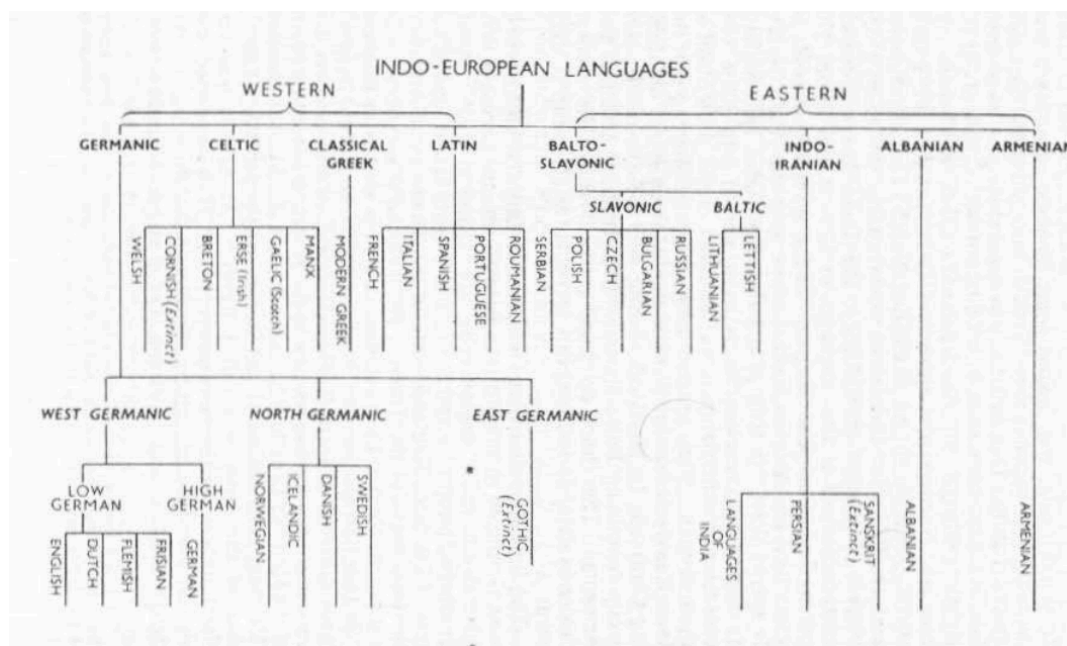 INDO-EUROPEAN LANGUAGES
WESTERN
EASTERN
GERMANIC
CELTIC
CLASSICAL
GREEK
LATIN
BALTO-
SLAVONIC
INDO-
IRANIAN
ALBANIAN
ARMENIAN
SLAVONIC
BALTIC
WELSH
CORNISH (Extinct)
BRETON
ERSE (Irish)
GAELIC (Scotch)
MANX
MODERN GREEK
FRENCH
ITALIAN
SPANISH
PORTUGUESE
ROUMANIAN
SERBIAN
POLISH
CZECH
BULGARIAN
RUSSIAN
LITHUANIAN
LETTISH
WEST GERMANIC
NORTH GERMANIC
EAST GERMANIC
LOW
GERMAN
HIGH
GERMAN
ENGLISH
DUTCH
FLEMISH
FRISIAN
GERMAN
NORWEGIAN
ICELANDIC
DANISH
SWEDISH
GOTHIC
(Extinct)
LANGUAGES
OF
INDIA
PERSIAN
SANSKRIT
(Extinct)
ALBANIAN
ARMENIAN